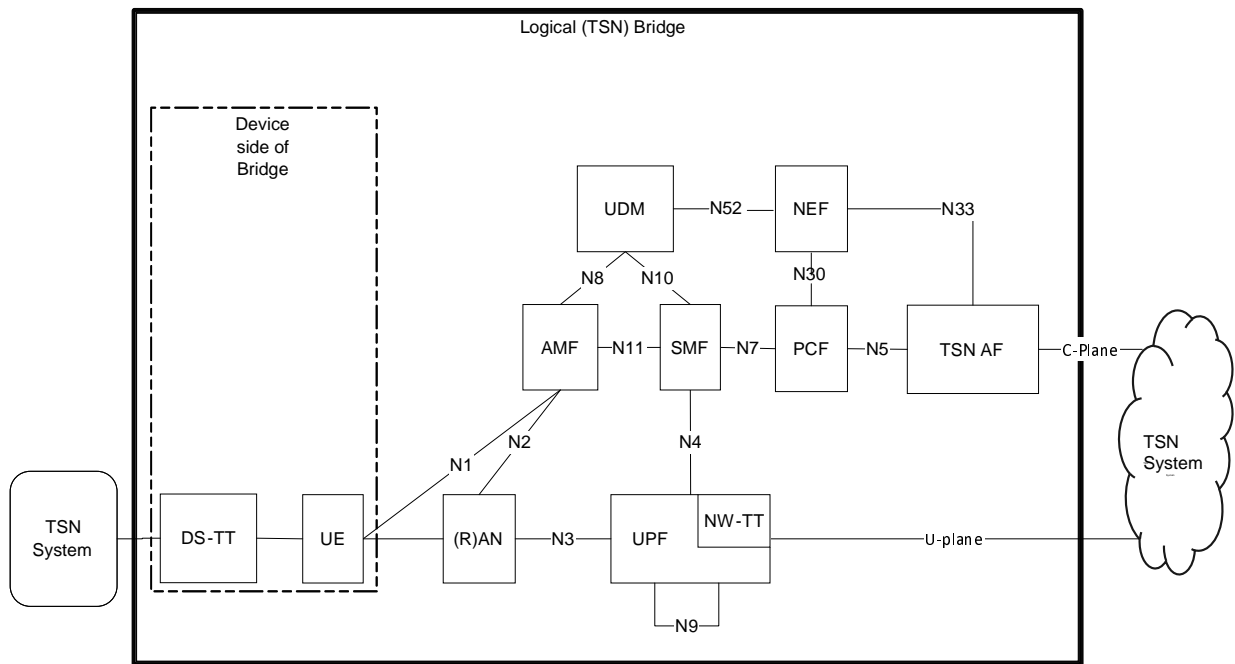 Logical (TSN) Bridge
Device
side of
Bridge
UDM
N52
NEF
N33
N8
N10
N30
AMF
N11
SMF
N7
PCF
N5
TSN AF
C-Plane
N1
N2
N4
TSN
System
TSN
System
DS-TT
UE
(R)AN
N3
UPF
NW-TT
U-plane
N9